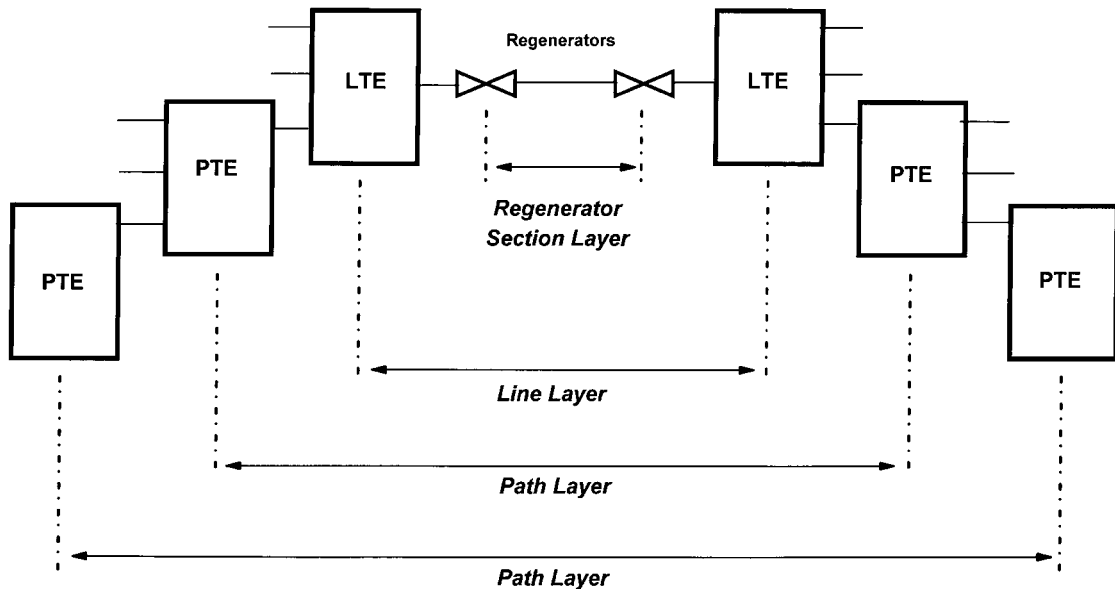 Regenerators
LTE
LTE
PTE
PTE
PTE
PTE
Regenerator
Section Layer
Line Layer
Path Layer
Path Layer